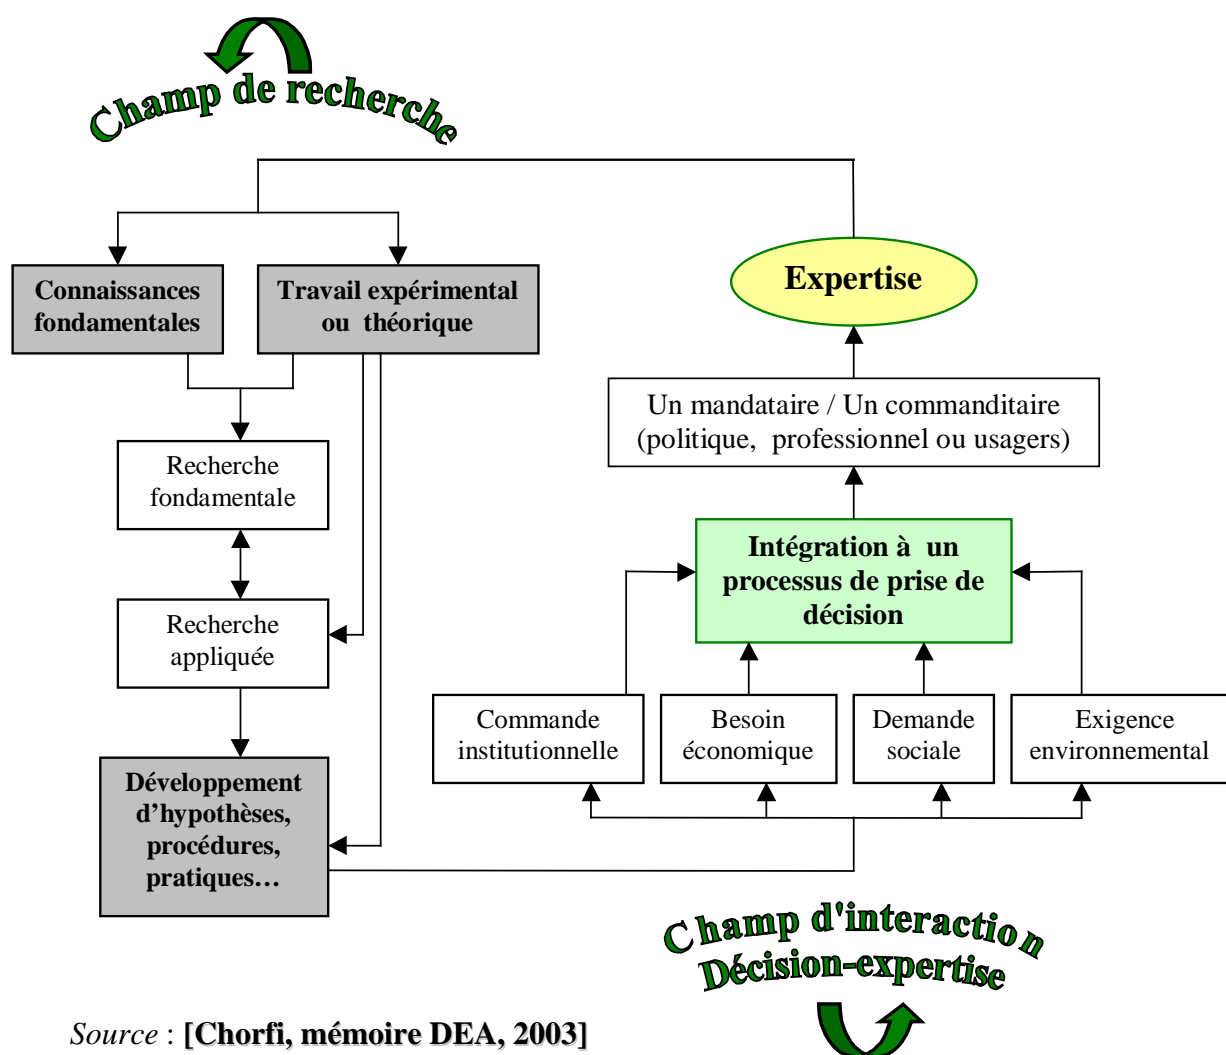 Champ de recherche
Connaissances
fondamentales
Travail expérimental
ou théorique
Recherche
fondamentale
Recherche
appliquée
Développement
d’hypothèses,
procédures,
pratiques…
Expertise
Un mandataire / Un commanditaire
(politique, professionnel ou usagers)
Intégration à un
processus de prise de
décision
Commande
institutionnelle
Besoin
économique
Demande
sociale
Exigence
environnemental
Champ d'interaction
Décision-expertise
Source : [Chorfi, mémoire DEA, 2003]